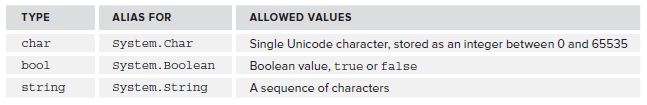 TYPE ALIAS FOR ALLOWED VALUES
char System.Char Single Unicode character, stored as an integer between 0 and 65535
bool System.Boolean Boolean value, true or false
string System.String A sequence of characters